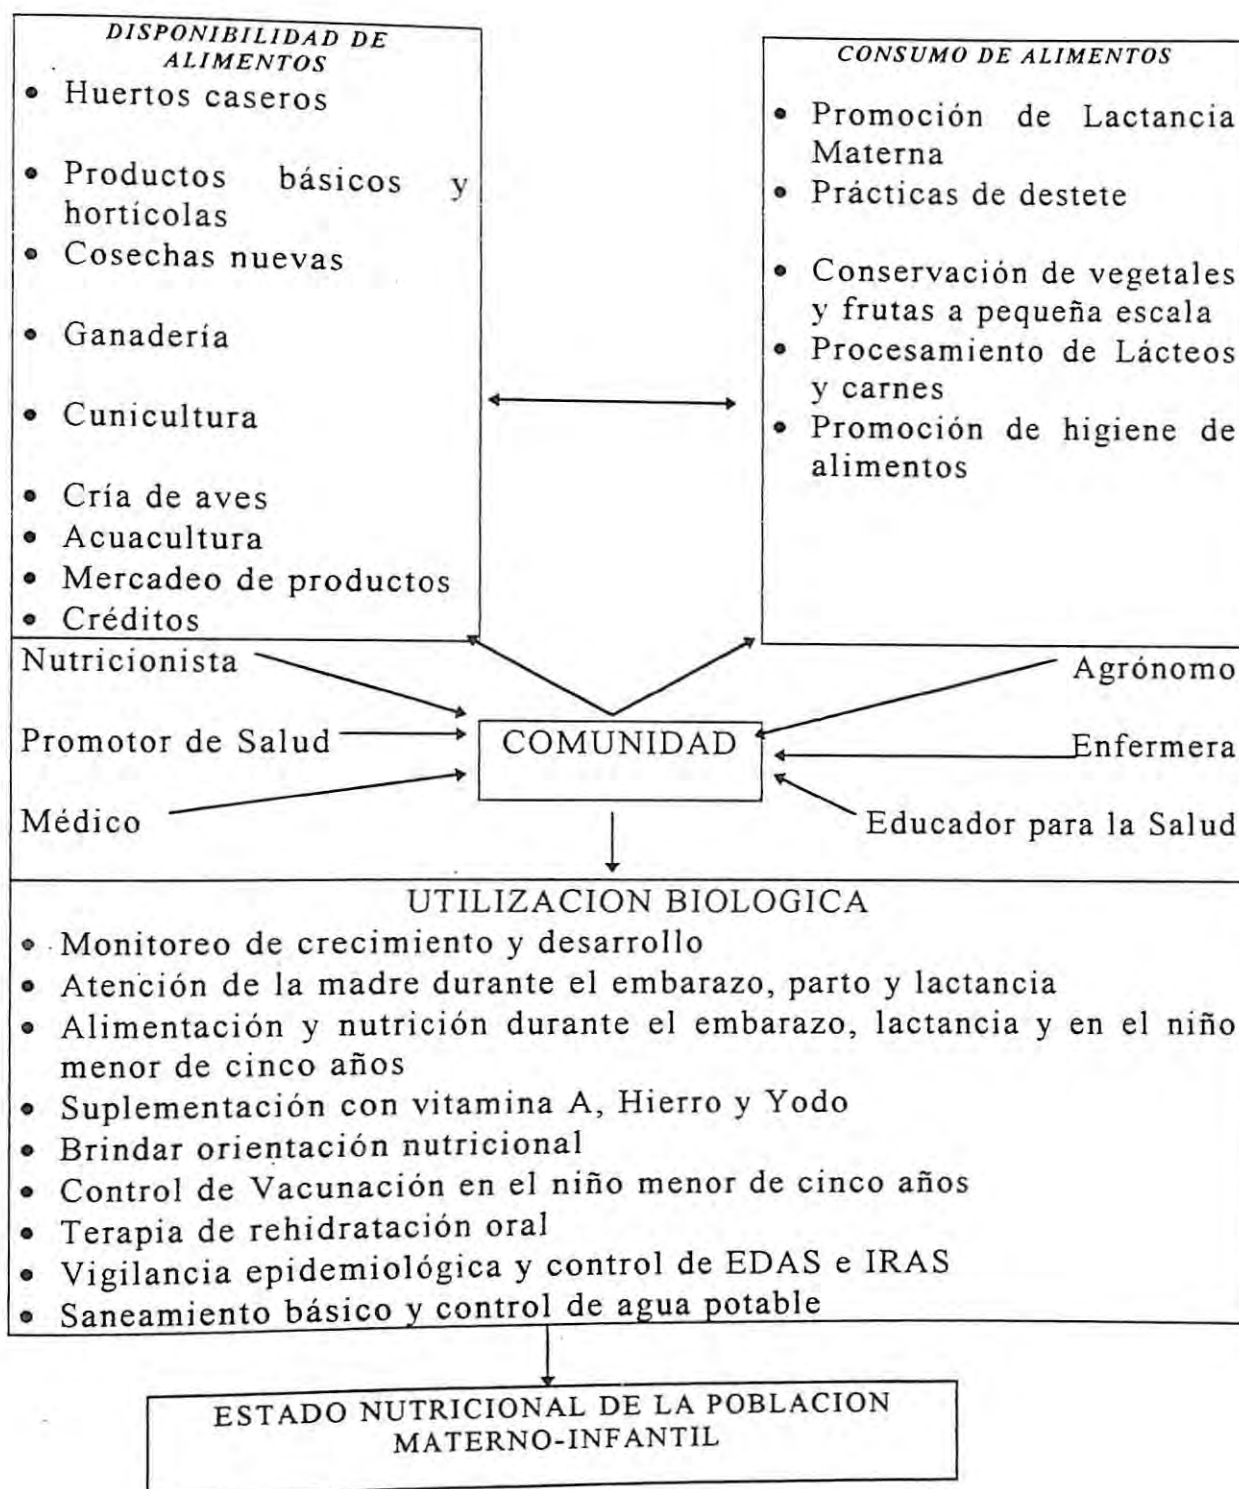 DISPONIBILIDAD DE
ALIMENTOS
• Huertos caseros
• Productos básicos y
hortícolas
• Cosechas nuevas
• Ganadería
• Cunicultura
• Cría de aves
• Acuacultura
• Mercadeo de productos
• Créditos
CONSUMO DE ALIMENTOS
• Promoción de Lactancia
Materna
• Prácticas de destete
• Conservación de vegetales
y frutas a pequeña escala
• Procesamiento de Lácteos
y carnes
• Promoción de higiene de
alimentos
Nutricionista
Promotor de Salud
Médico
COMUNIDAD
Agrónomo
Enfermera
Educador para la Salud
UTILIZACION BIOLOGICA
• Monitoreo de crecimiento y desarrollo
• Atención de la madre durante el embarazo, parto y lactancia
• Alimentación y nutrición durante el embarazo, lactancia y en el niño
menor de cinco años
• Suplementación con vitamina A, Hierro y Yodo
• Brindar orientación nutricional
• Control de Vacunación en el niño menor de cinco años
• Terapia de rehidratación oral
• Vigilancia epidemiológica y control de EDAS e IRAS
• Saneamiento básico y control de agua potable
ESTADO NUTRICIONAL DE LA POBLACION
MATERNO-INFANTIL